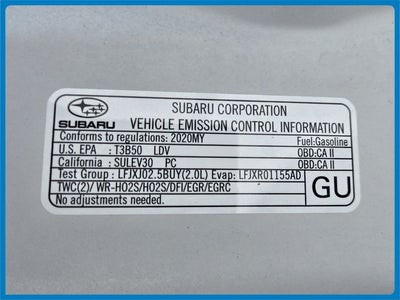 SUBARU CORPORATION
SUBARU VEHICLE EMISSION CONTROL INFORMATION
Conforms to regulations: 2020MY Fuel:Gasoline
U.S. EPA : T3B50 LDV OBD:CA II
California : SULEV30 PC OBD:CA II
Test Group : LFJXJ02.5BUY(2.0L) Evap: LFJXR0115SAD
TWC(2)/ WR-HO2S/HO2S/DFI/EGR/EGRC
No adjustments needed.
GU